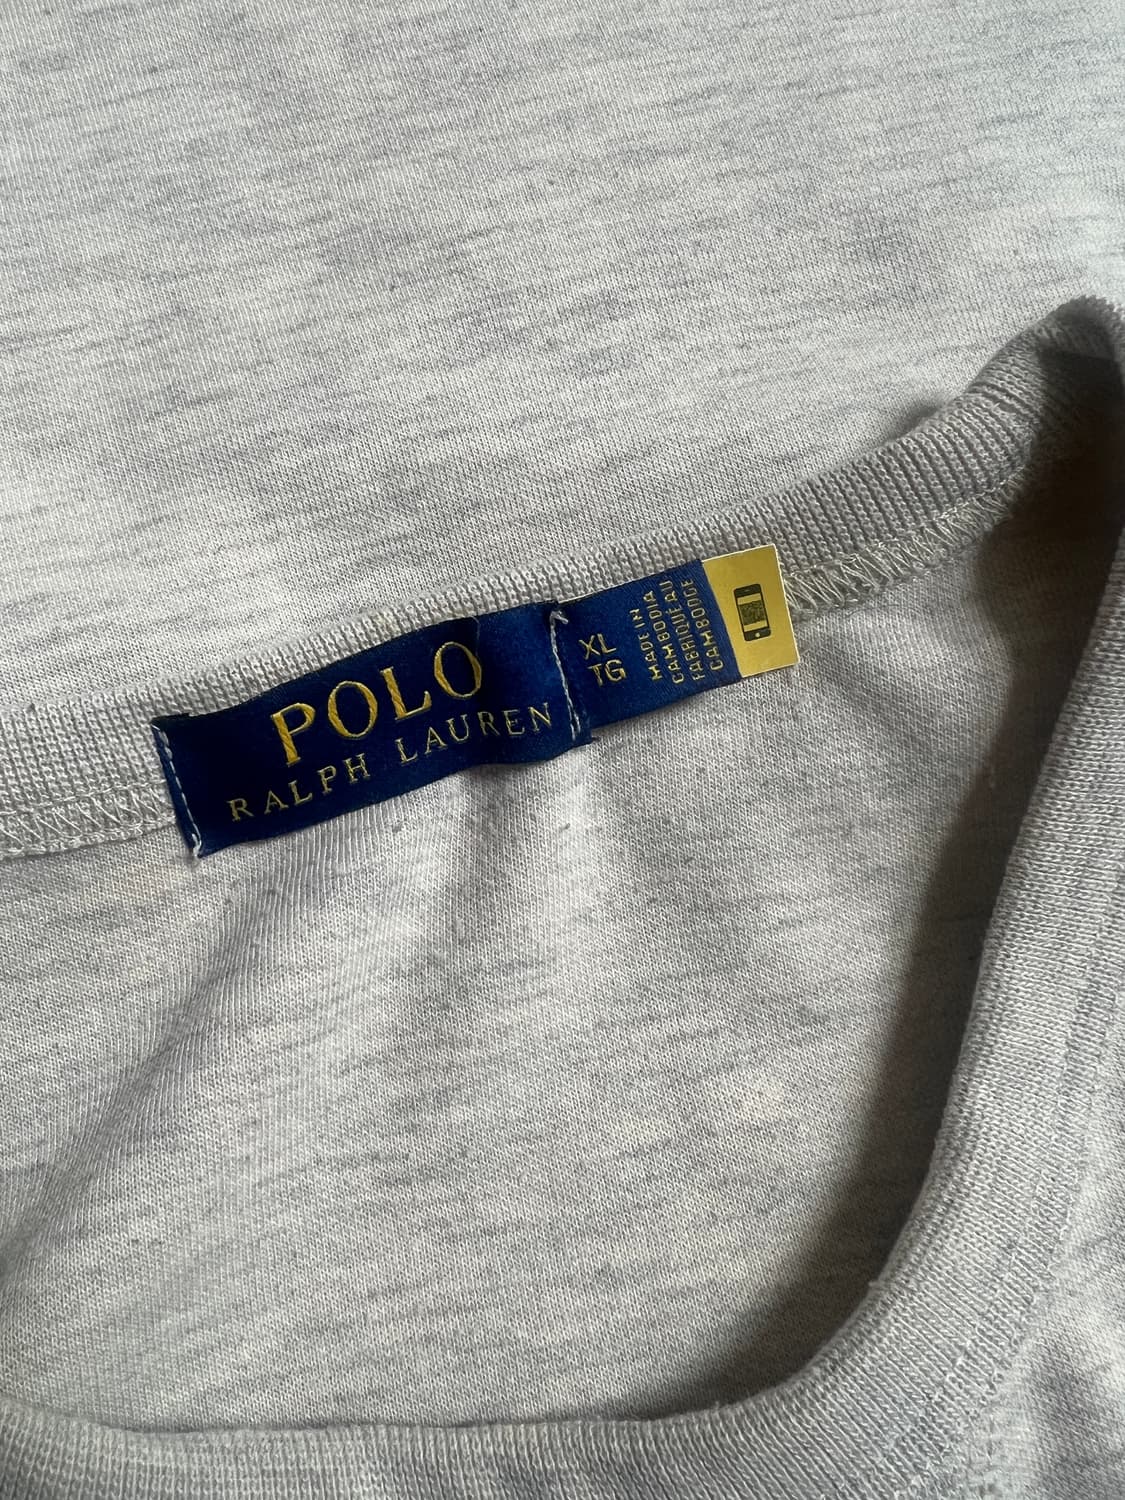 POLO
RALPH LAUREN
XL
TG
MADE IN
CAMBODIA
FABRIQUÉ AU
CAMBODGE